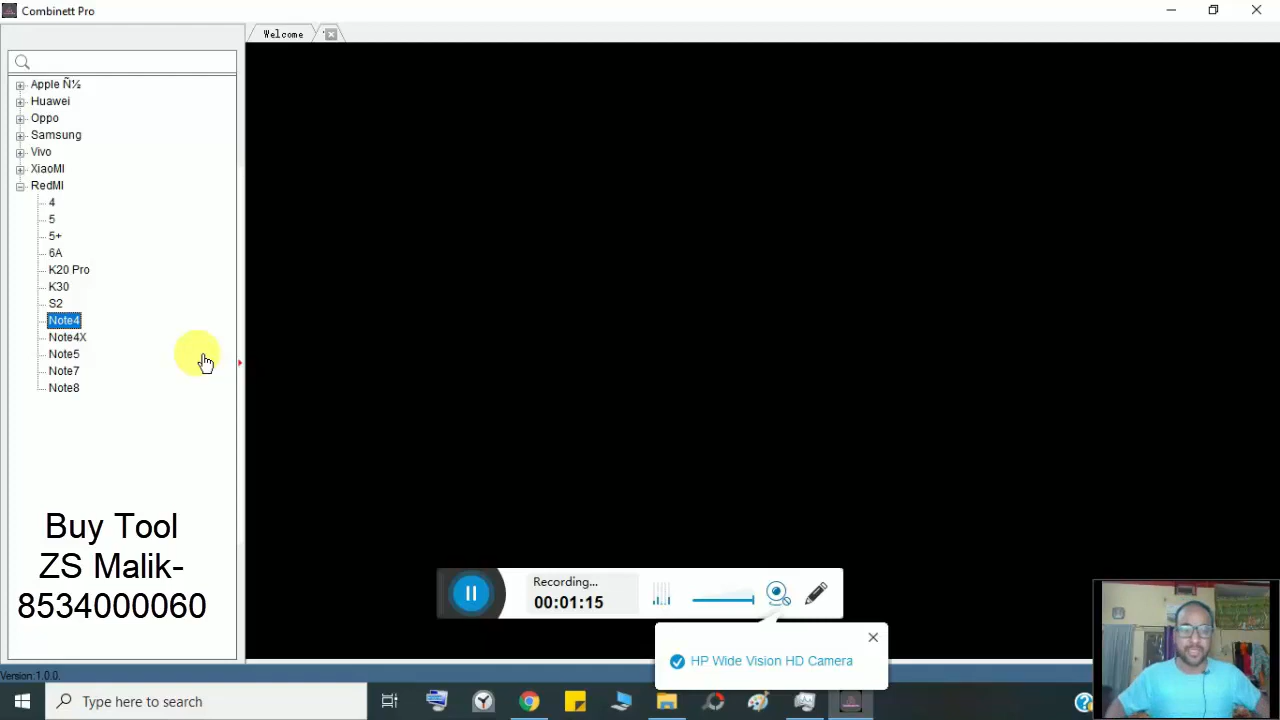 Combinett Pro
Welcome
Apple Ñ½
Huawei
Oppo
Samsung
Vivo
XiaoMI
RedMI
4
5
5+
6A
K20 Pro
K30
S2
Note4
Note4X
Note5
Note7
Note8
Buy Tool
ZS Malik-
8534000060
Recording...
00:01:15
HP Wide Vision HD Camera
Version:1.0.0.
Type here to search